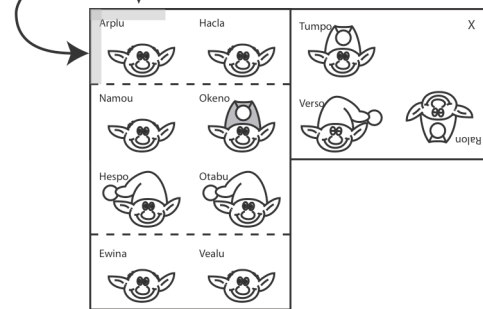 Arplu Hacla Tumpo X
Namou Okeno Verso
Ralon
Hespo Otabu
Ewina Vealu